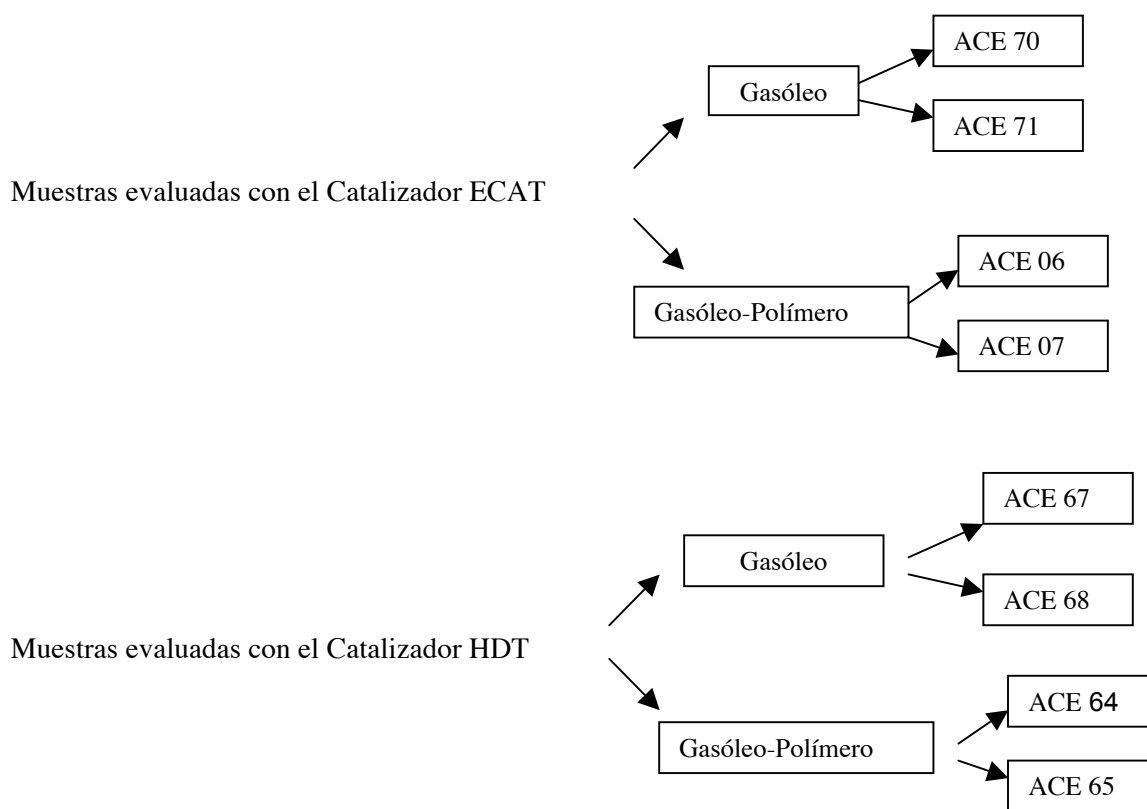 ACE 70
Gasóleo
ACE 71
Muestras evaluadas con el Catalizador ECAT
ACE 06
Gasóleo-Polímero
ACE 07
ACE 67
Gasóleo
ACE 68
Muestras evaluadas con el Catalizador HDT
ACE 64
Gasóleo-Polímero
ACE 65